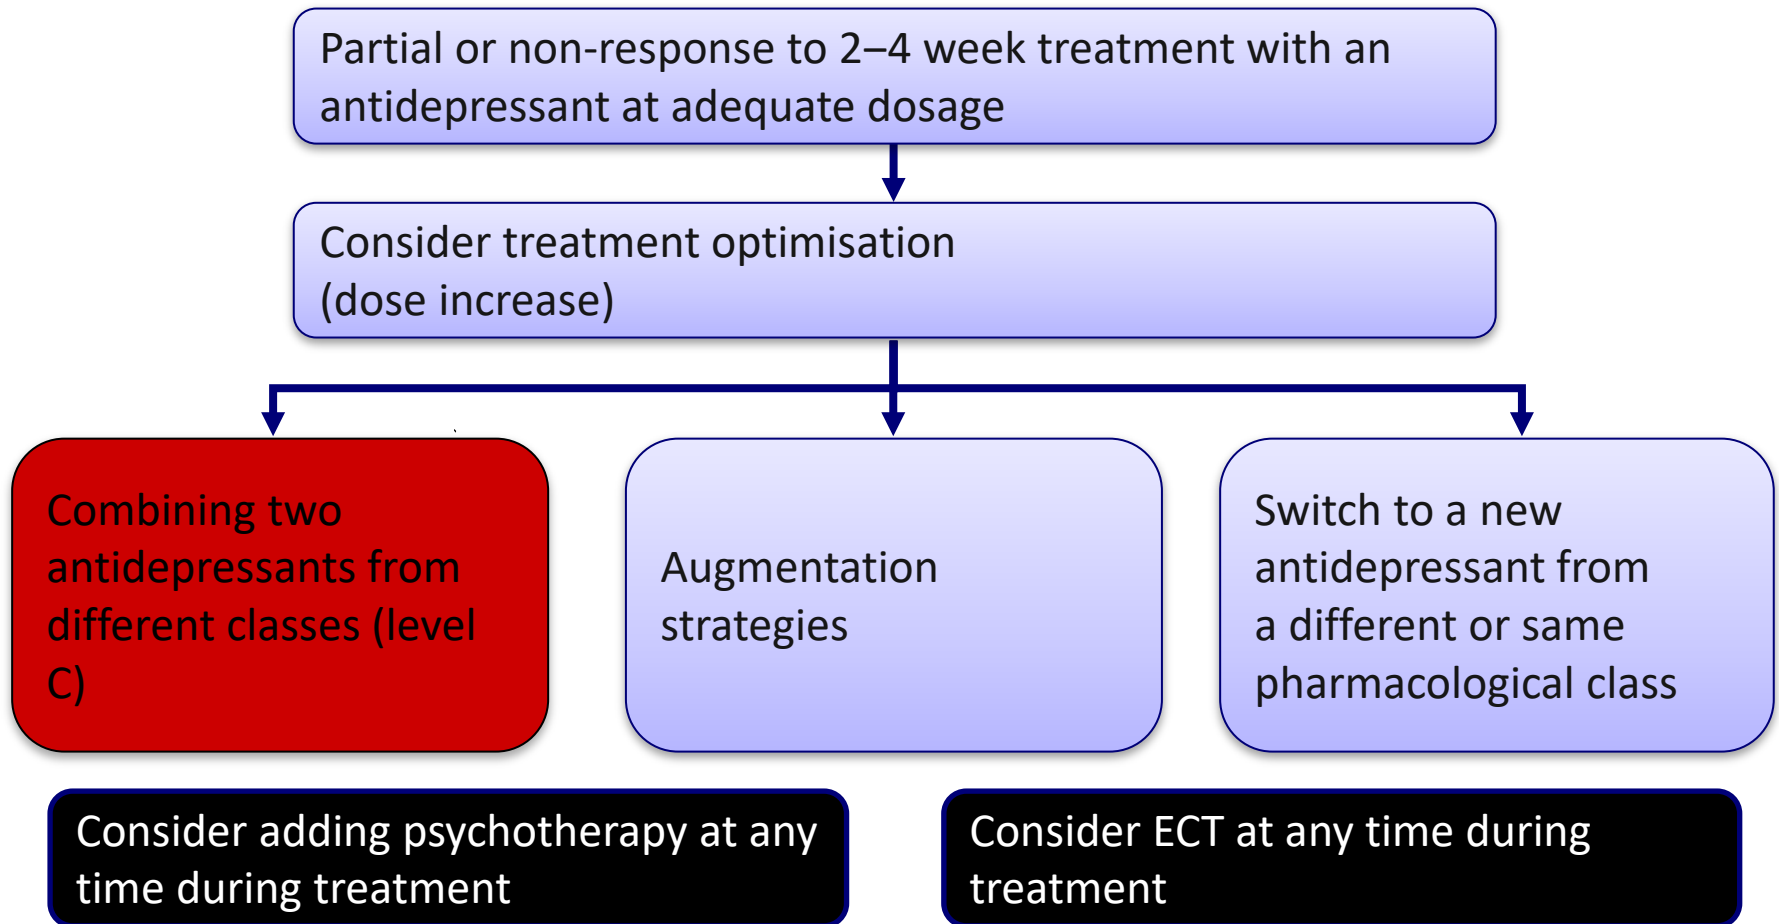 Partial or non-response to 2–4 week treatment with an
antidepressant at adequate dosage
Consider treatment optimisation
(dose increase)
Combining two
antidepressants from
different classes (level
C)
Augmentation
strategies
Switch to a new
antidepressant from
a different or same
pharmacological class
Consider adding psychotherapy at any
time during treatment
Consider ECT at any time during
treatment